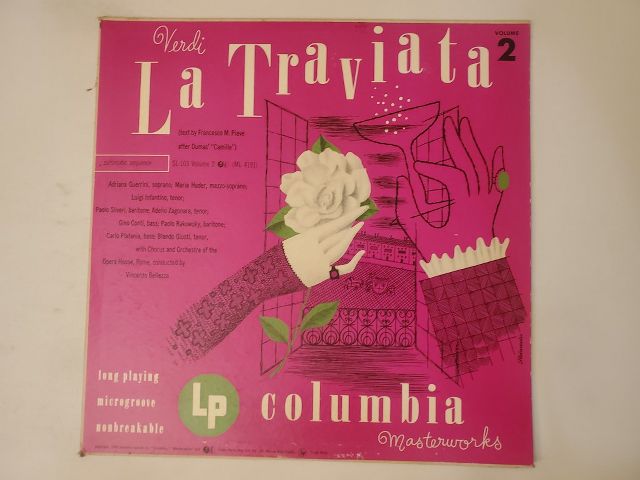 Verdi
La Traviata
VOLUME
2
(text by Francesco M. Piave
after Dumas' "Camille")
automatic sequence
SL-103 Volume 2
Adriana Guerrini, soprano; Maria Huder, mezzo-soprano;
Luigi Infantino, tenor;
Paolo Silveri, baritone; Adelio Zagonara, tenor;
Gino Conti, bass; Paolo Rakowsky, baritone;
Carlo Platania, bass; Blando Giusti, tenor,
with Chorus and Orchestra of the
Opera House, Rome, conducted by
Vincenzo Bellezza
long playing
microgroove
nonbreakable
Lp
columbia
Masterworks